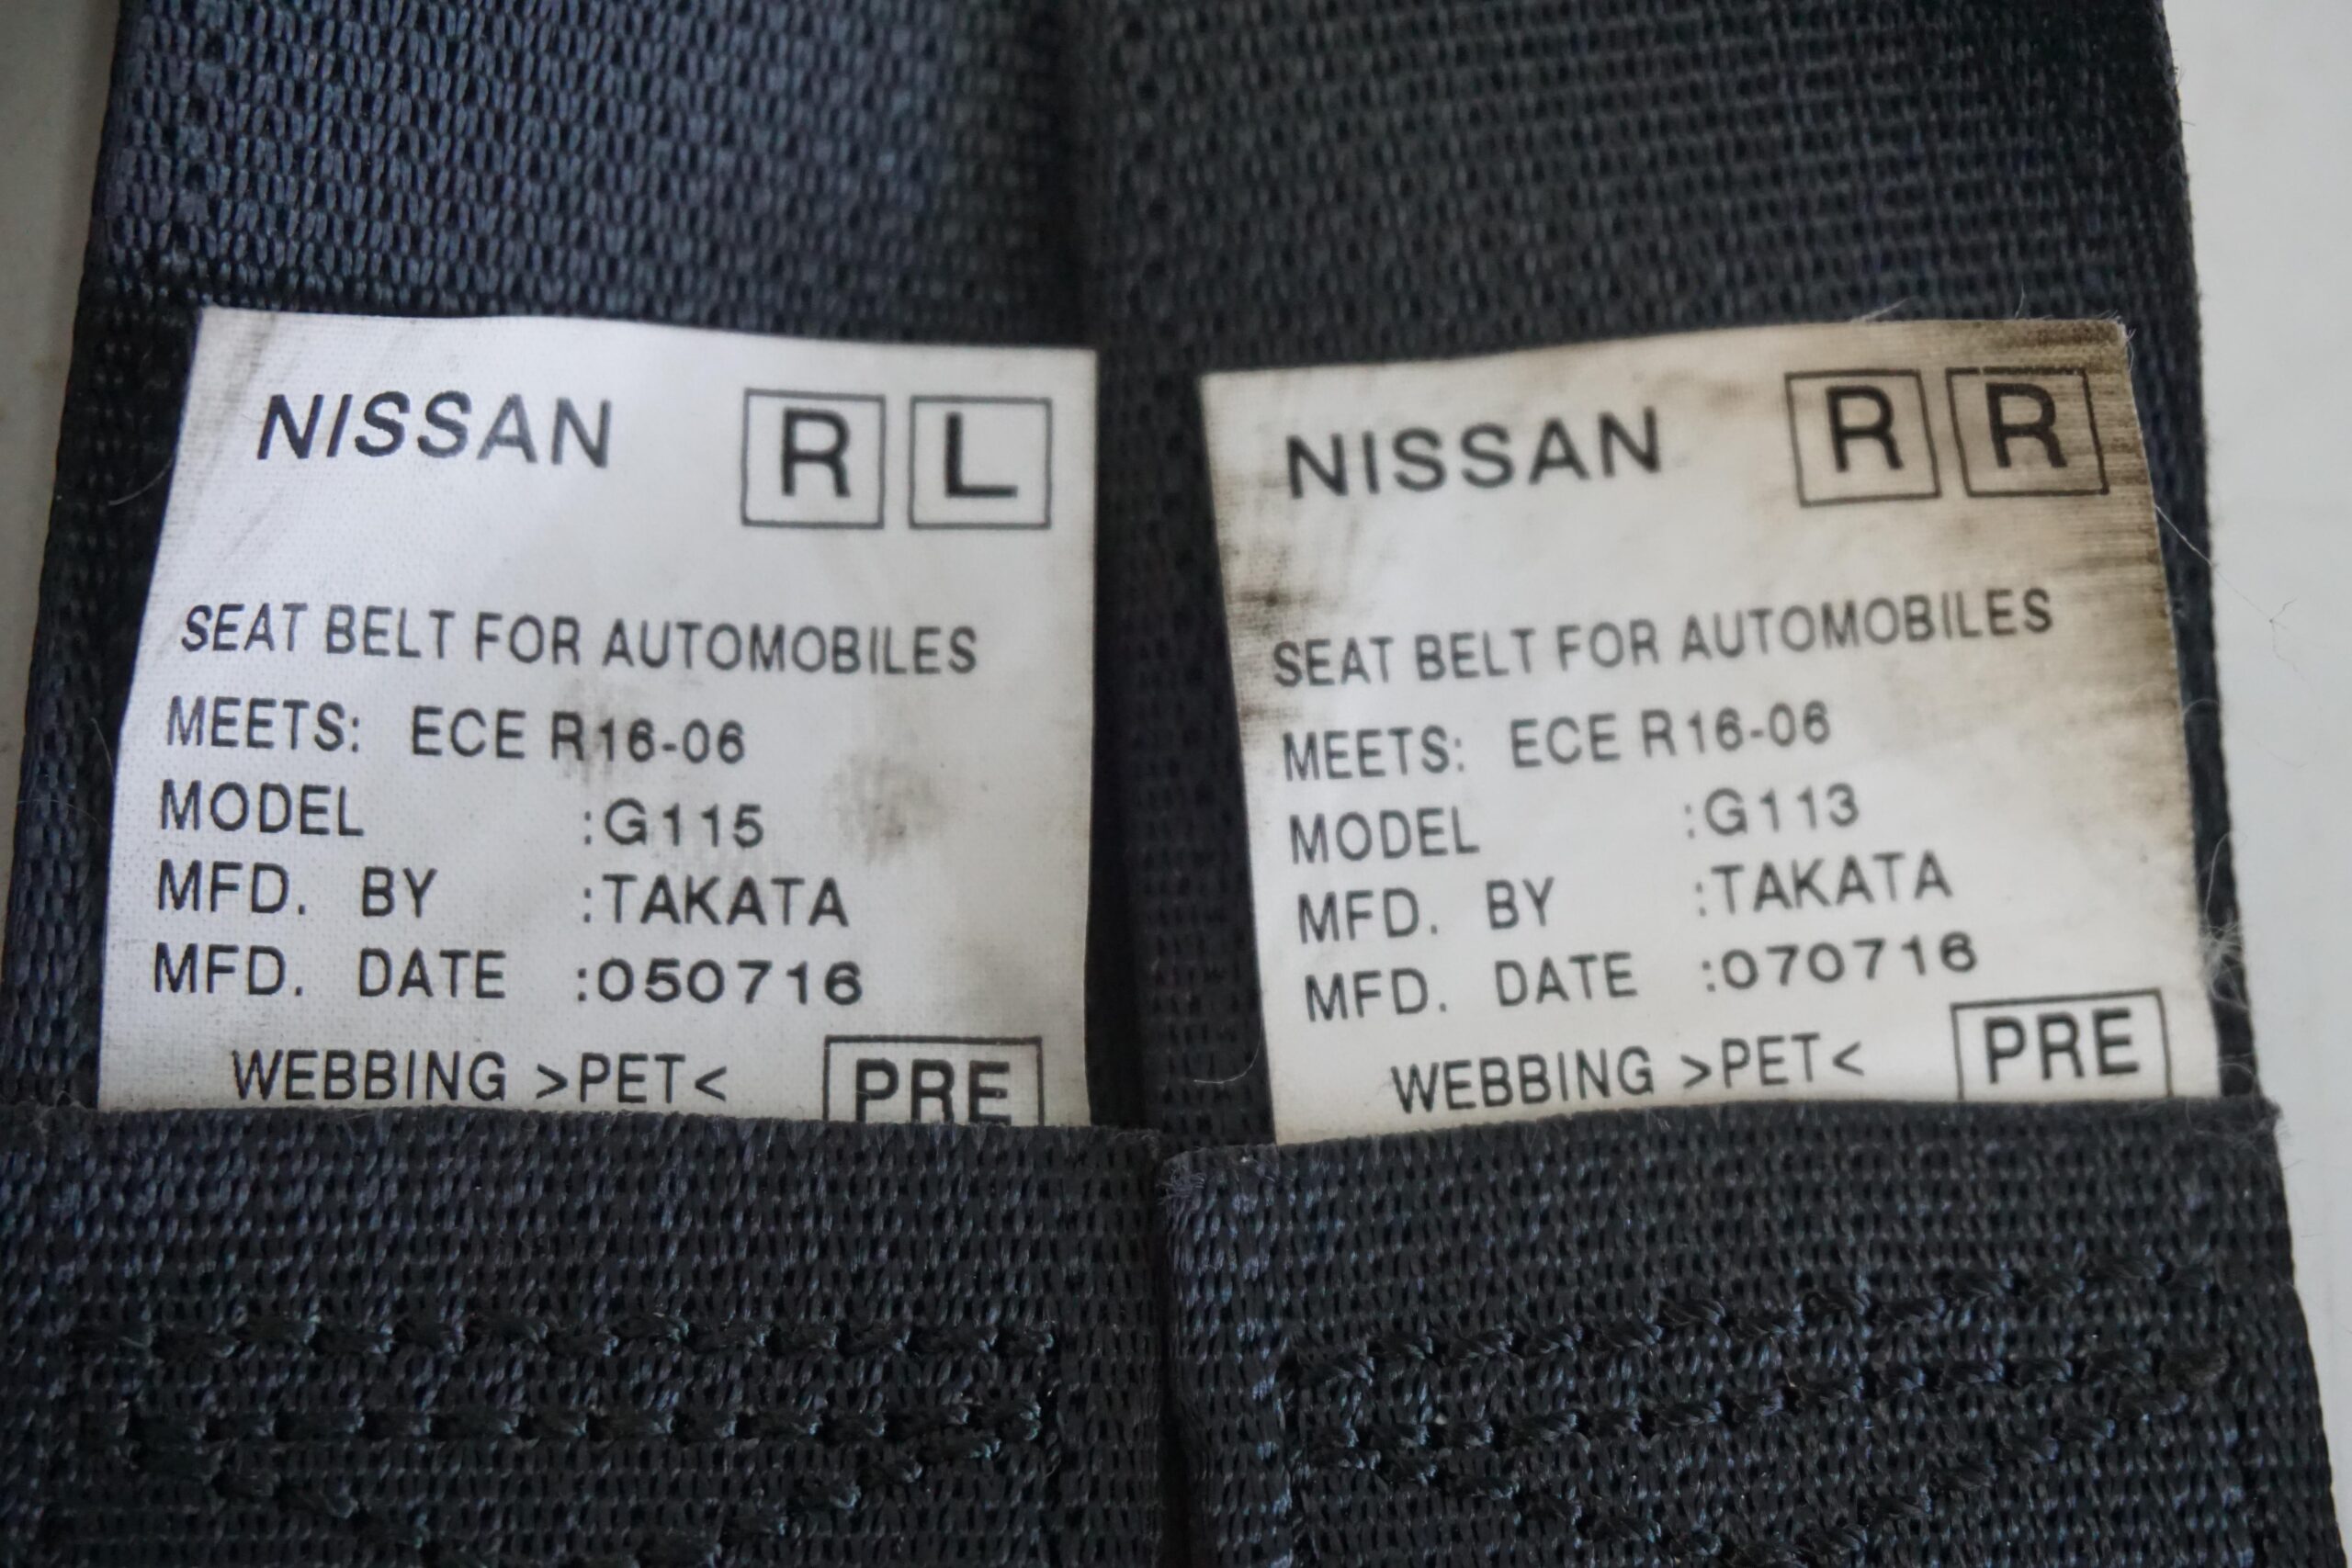 NISSAN R L
SEAT BELT FOR AUTOMOBILES
MEETS: ECE R16-06
MODEL :G115
MFD. BY :TAKATA
MFD. DATE :050716
WEBBING >PET< PRE
NISSAN R R
SEAT BELT FOR AUTOMOBILES
MEETS: ECE R16-06
MODEL :G113
MFD. BY :TAKATA
MFD. DATE :070716
WEBBING >PET< PRE